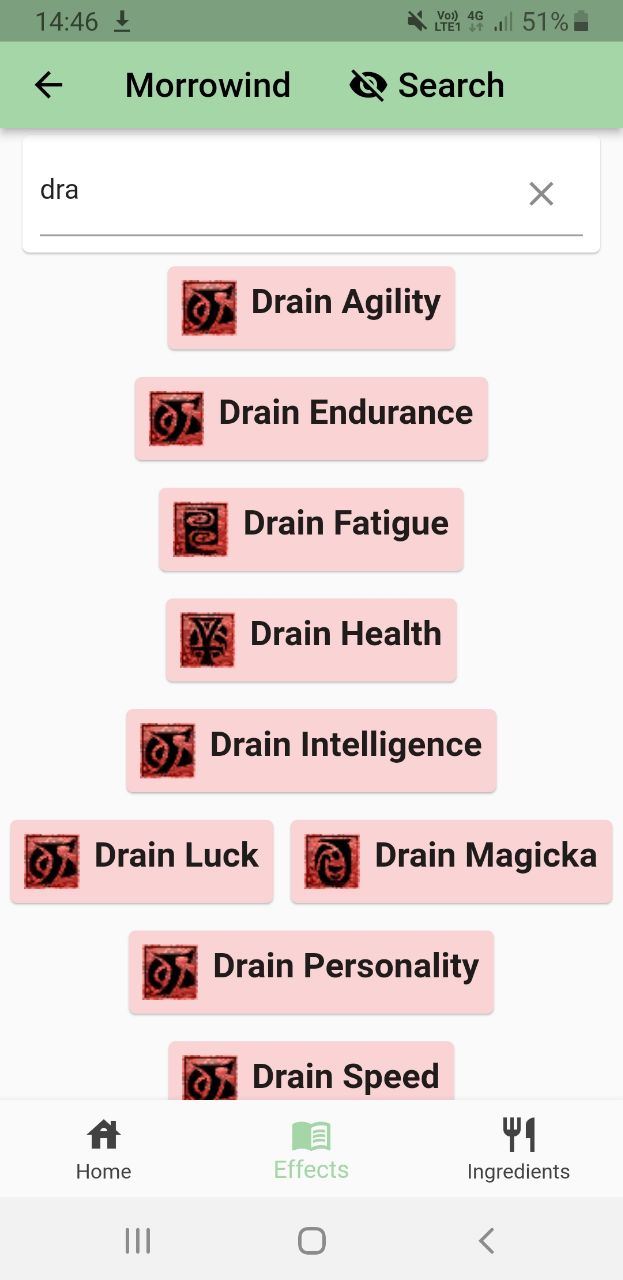 14:46 Vo)) LTE1 4G 51%
Morrowind Search
dra
Drain Agility
Drain Endurance
Drain Fatigue
Drain Health
Drain Intelligence
Drain Luck Drain Magicka
Drain Personality
Drain Speed
Home Effects Ingredients